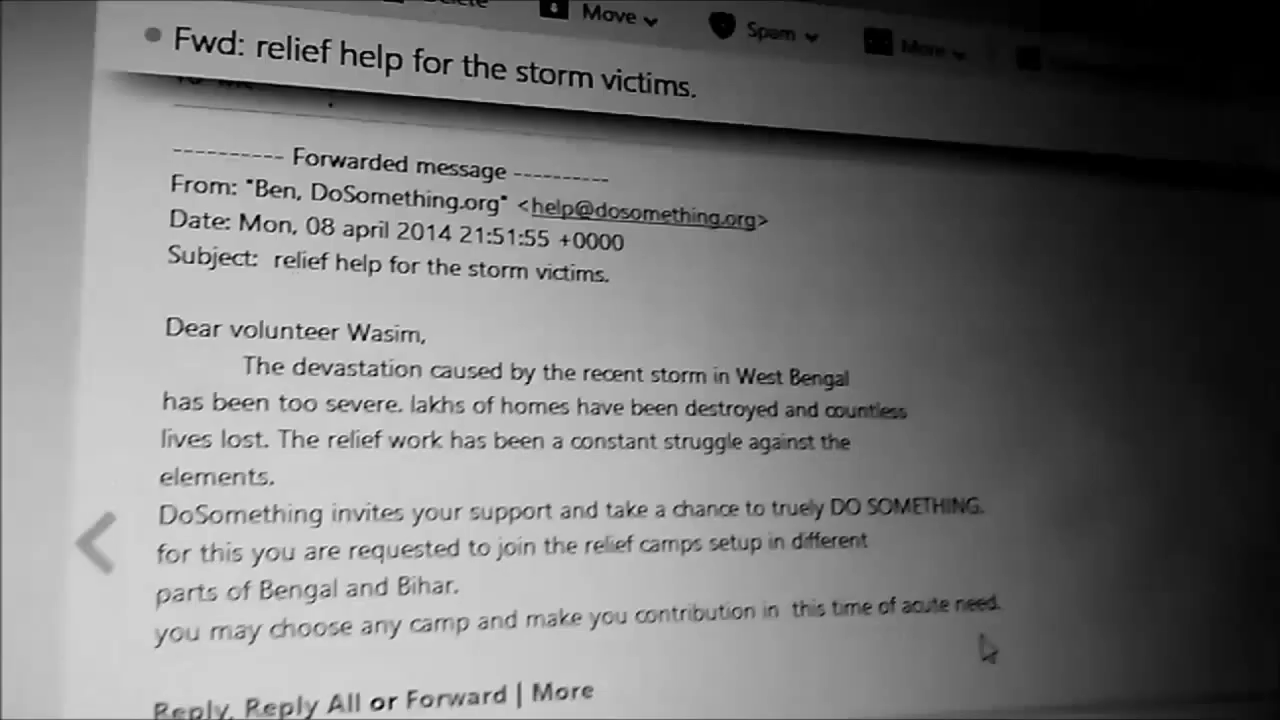 Move
Spam
More
Fwd: relief help for the storm victims.
---------- Forwarded message ----------
From: "Ben, DoSomething.org" <help@dosomething.org>
Date: Mon, 08 april 2014 21:51:55 +0000
Subject: relief help for the storm victims.
Dear volunteer Wasim,
The devastation caused by the recent storm in West Bengal
has been too severe. lakhs of homes have been destroyed and countless
lives lost. The relief work has been a constant struggle against the
elements.
DoSomething invites your support and take a chance to truely DO SOMETHING.
for this you are requested to join the relief camps setup in different
parts of Bengal and Bihar.
you may choose any camp and make you contribution in this time of acute need.
Reply, Reply All or Forward | More